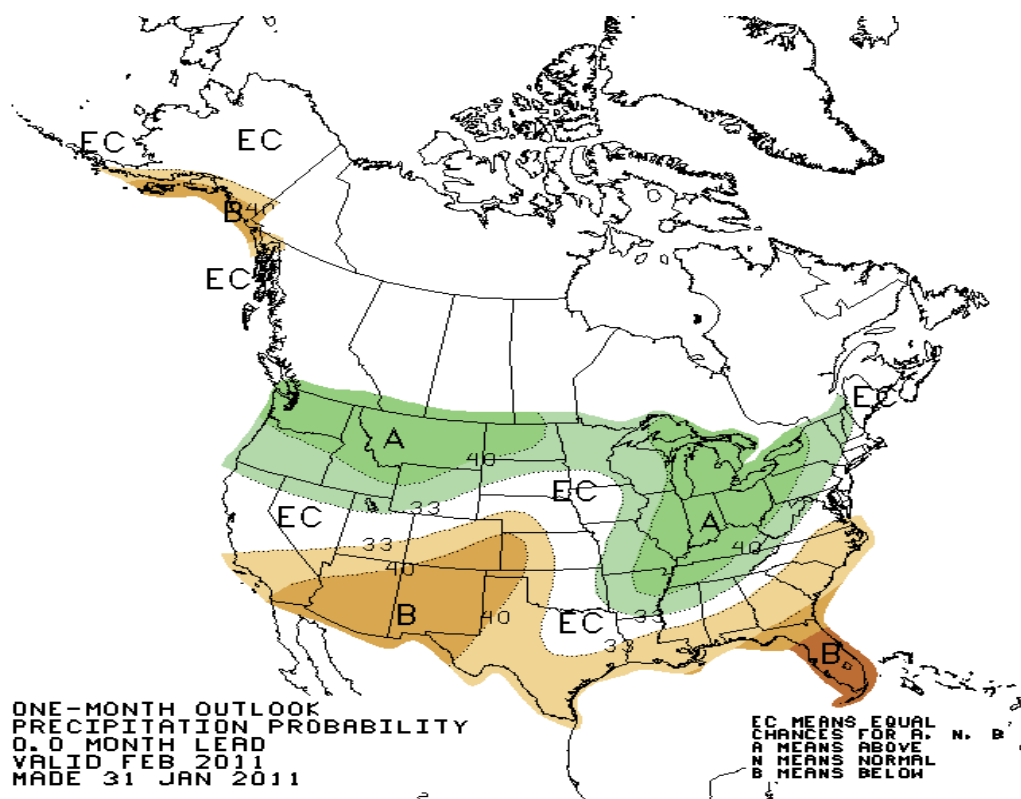 EC
EC
B 40
EC
EC
A
40
EC
33
EC
A
33
40
40
B
40
EC
33
33
B
ONE-MONTH OUTLOOK
PRECIPITATION PROBABILITY
0.0 MONTH LEAD
VALID FEB 2011
MADE 31 JAN 2011
EC MEANS EQUAL
CHANCES FOR A, N, B
A MEANS ABOVE
N MEANS NORMAL
B MEANS BELOW